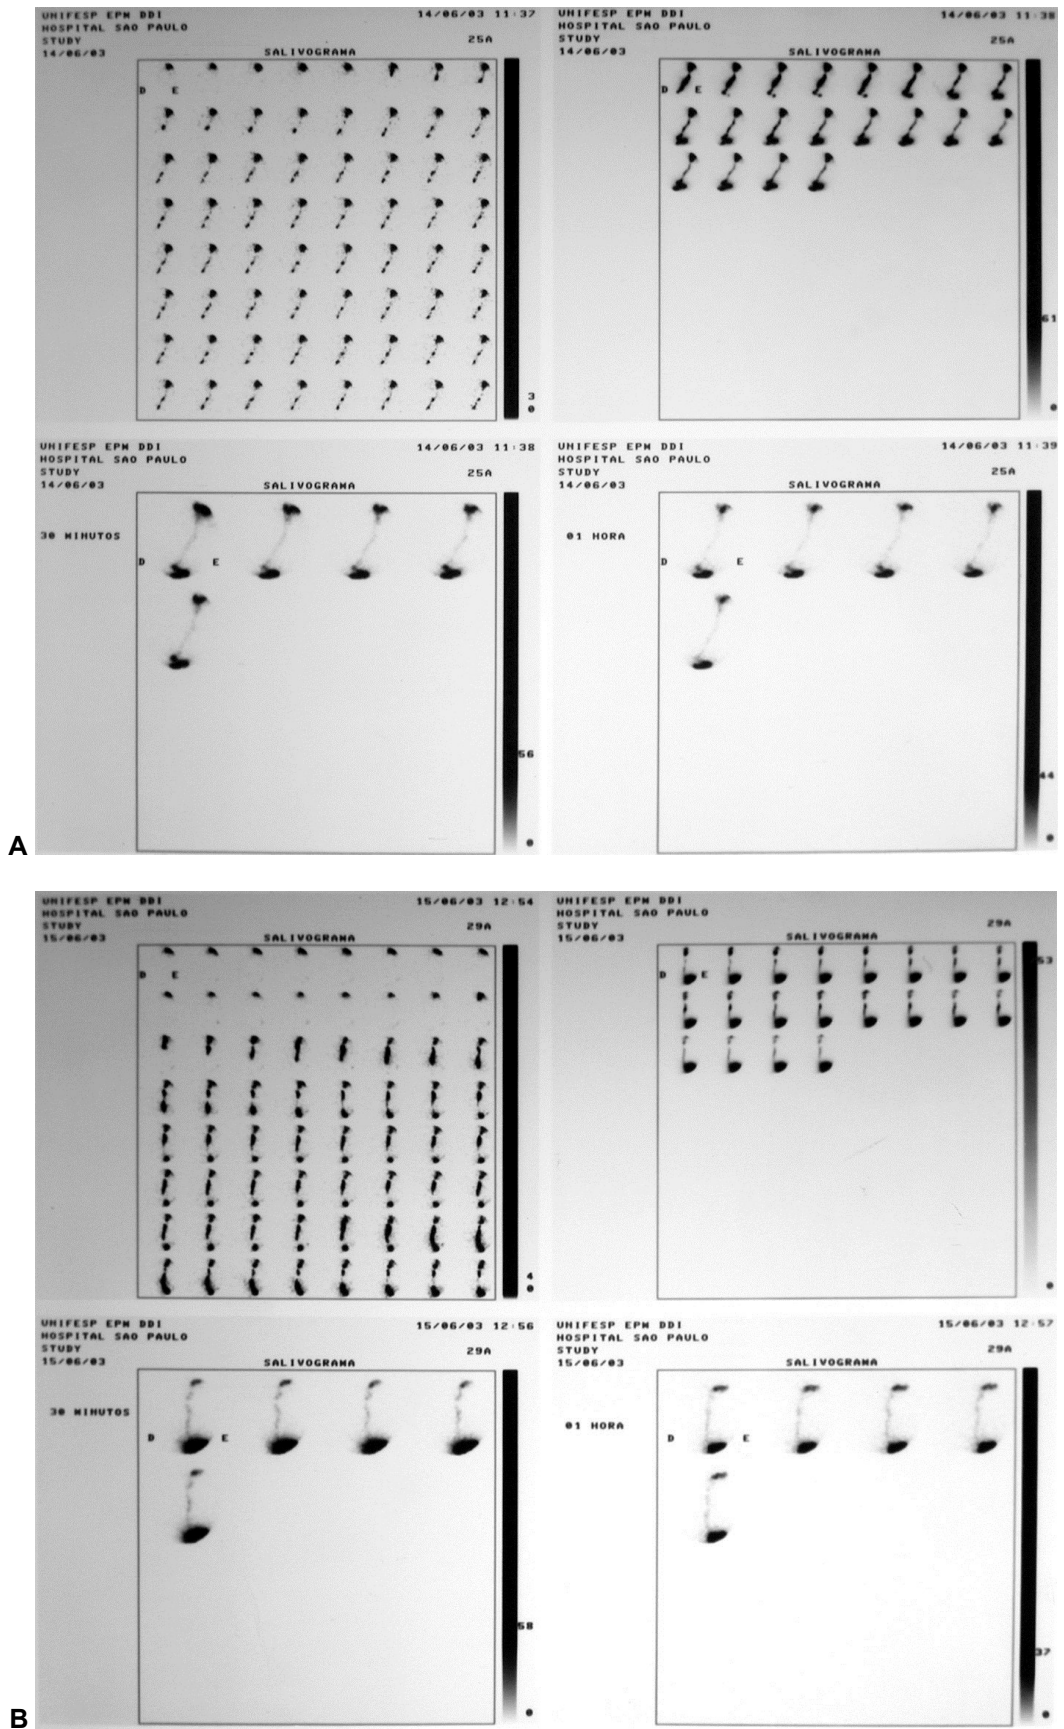 UNIFESP EPM DDI 14/06/03 11:37
HOSPITAL SAO PAULO
STUDY 25A
14/06/03 SALIVOGRAMA
D E
3
0
UNIFESP EPM DDI 14/06/03 11:38
HOSPITAL SAO PAULO
STUDY 25A
14/06/03 SALIVOGRAMA
D E
61
0
UNIFESP EPM DDI 14/06/03 11:38
HOSPITAL SAO PAULO
STUDY 25A
14/06/03 SALIVOGRAMA
30 MINUTOS
D E
56
0
UNIFESP EPM DDI 14/06/03 11:39
HOSPITAL SAO PAULO
STUDY 25A
14/06/03 SALIVOGRAMA
01 HORA
D E
44
0
A
UNIFESP EPM DDI 15/06/03 12:54
HOSPITAL SAO PAULO
STUDY 29A
15/06/03 SALIVOGRAMA
D E
4
0
UNIFESP EPM DDI
HOSPITAL SAO PAULO
STUDY 29A
15/06/03 SALIVOGRAMA
D E
53
0
UNIFESP EPM DDI 15/06/03 12:56
HOSPITAL SAO PAULO
STUDY 29A
15/06/03 SALIVOGRAMA
30 MINUTOS
D E
58
0
UNIFESP EPM DDI 15/06/03 12:57
HOSPITAL SAO PAULO
STUDY 29A
15/06/03 SALIVOGRAMA
01 HORA
D E
37
0
B